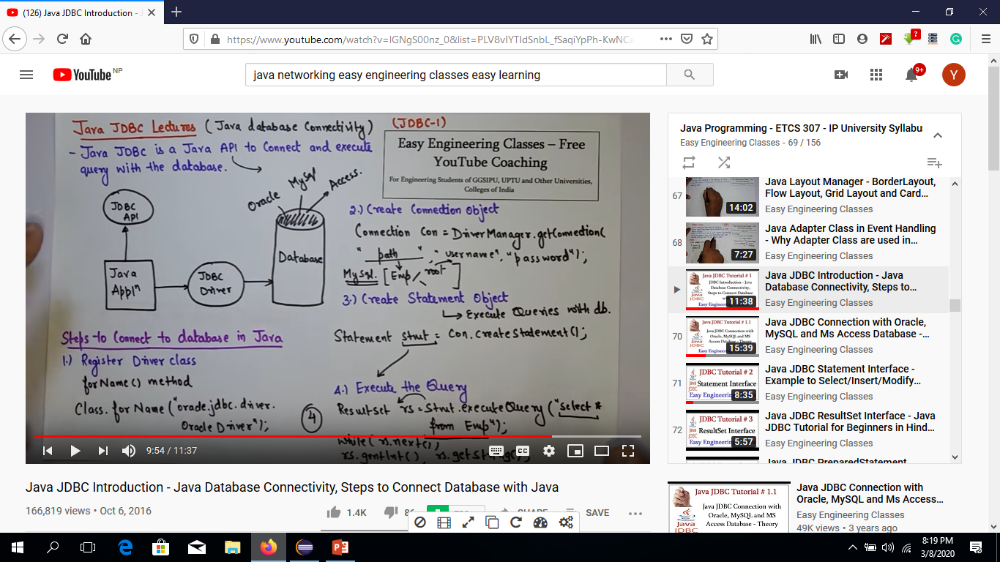 (126) Java JDBC Introduction -
https://www.youtube.com/watch?v=IGNgS00nz_0&list=PLV8vIYTIdSnbL_fSaqiYpPh-KwNCa
YouTube NP
java networking easy engineering classes easy learning
9+
Y
Java JDBC Lectures (Java database Connectivity) (JDBC-1)
- Java JDBC is a Java API to Connect and execute
query with the database.
Easy Engineering Classes – Free
YouTube Coaching
For Engineering Students of GGSIPU, UPTU and Other Universities,
Colleges of India
Oracle MySql Access.
JDBC
API
Java
Appln
JDBC
Driver
Database
Steps to Connect to database in Java
1.) Register Driver class
forName() method
Class.forName("oracle.jdbc.driver.
OracleDriver");
2.) Create Connection Object
Connection con = DriverManager.getConnection(
"path", "username", "password");
MySql. [Emp/root]
3.) Create Statement Object
Execute Queries with db.
Statement stmt = con.createStatement();
4.) Execute the Query
4
ResultSet rs = stmt.executeQuery("select *
from Emp");
while(rs.next())
rs.gentInt(), rs.getString();
9:54 / 11:37
CC
Java JDBC Introduction - Java Database Connectivity, Steps to Connect Database with Java
166,819 views • Oct 6, 2016
1.4K
SHARE
SAVE
Java Programming - ETCS 307 - IP University Syllabus
Easy Engineering Classes - 69 / 156
67
14:02
Java Layout Manager - BorderLayout,
Flow Layout, Grid Layout and Card...
Easy Engineering Classes
68
7:27
Java Adapter Class in Event Handling
- Why Adapter Class are used in...
Easy Engineering Classes
Java JDBC Tutorial # 1
JDBC Introduction - Java
Database Connectivity,
Steps to Connect Database
11:38
Java JDBC Introduction - Java
Database Connectivity, Steps to...
Easy Engineering Classes
70
Java JDBC Tutorial # 1.1
Java JDBC Connection with
Oracle, MySQL and MS
Access Database - Theory
15:39
Java JDBC Connection with Oracle,
MySQL and Ms Access Database -...
Easy Engineering Classes
71
JDBC Tutorial # 2
Statement Interface
8:35
Java JDBC Statement Interface -
Example to Select/Insert/Modify...
Easy Engineering Classes
72
JDBC Tutorial # 3
ResultSet Interface
5:57
Java JDBC ResultSet Interface - Java
JDBC Tutorial for Beginners in Hind...
Easy Engineering Classes
Java JDBC PreparedStatement
Java JDBC Tutorial # 1.1
Java JDBC Connection with
Oracle, MySQL and MS
Access Database - Theory
Java JDBC Connection with
Oracle, MySQL and Ms Access...
Easy Engineering Classes
49K views • 3 years ago
8:19 PM
3/8/2020